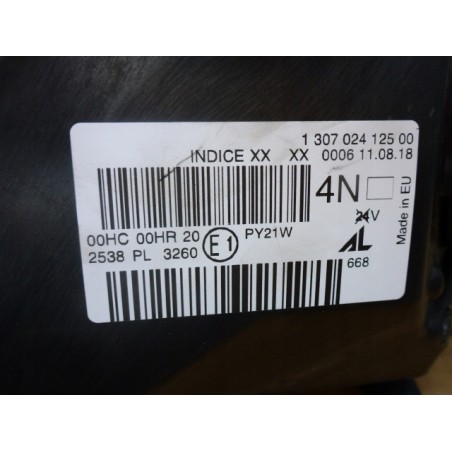 1 307 024 125 00
INDICE XX XX 0006 11.08.18
4N
Made in EU
24V
00HC 00HR 20 E1 PY21W
2538 PL 3260
AL
668